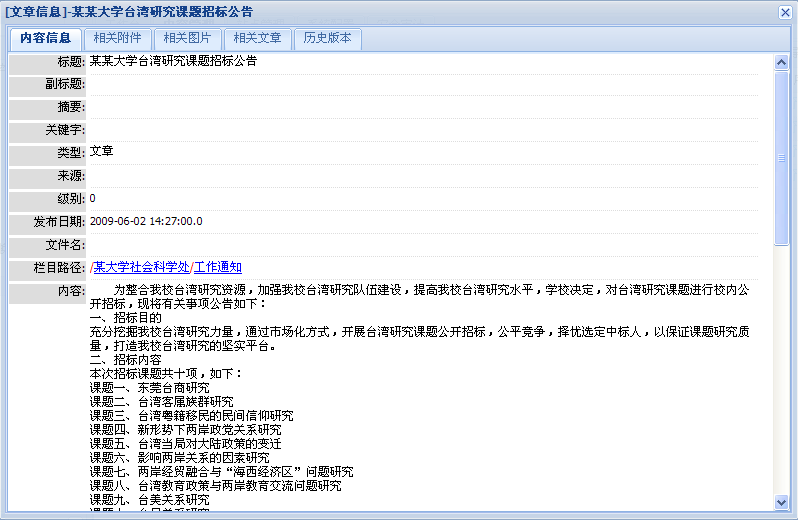 [文章信息]-某某大学台湾研究课题招标公告
内容信息 相关附件 相关图片 相关文章 历史版本
标题: 某某大学台湾研究课题招标公告
副标题:
摘要:
关键字:
类型: 文章
来源:
级别: 0
发布日期: 2009-06-02 14:27:00.0
文件名:
栏目路径: /某大学社会科学处/工作通知
内容: 为整合我校台湾研究资源，加强我校台湾研究队伍建设，提高我校台湾研究水平，学校决定，对台湾研究课题进行校内公
开招标，现将有关事项公告如下：
一、招标目的
充分挖掘我校台湾研究力量，通过市场化方式，开展台湾研究课题公开招标，公平竞争，择优选定中标人，以保证课题研究质
量，打造我校台湾研究的坚实平台。
二、招标内容
本次招标课题共十项，如下：
课题一、东莞台商研究
课题二、台湾客属族群研究
课题三、台湾粤籍移民的民间信仰研究
课题四、新形势下两岸政党关系研究
课题五、台湾当局对大陆政策的变迁
课题六、影响两岸关系的因素研究
课题七、两岸经贸融合与“海西经济区”问题研究
课题八、台湾教育政策与两岸教育交流问题研究
课题九、台美关系研究
课题十、台日关系研究